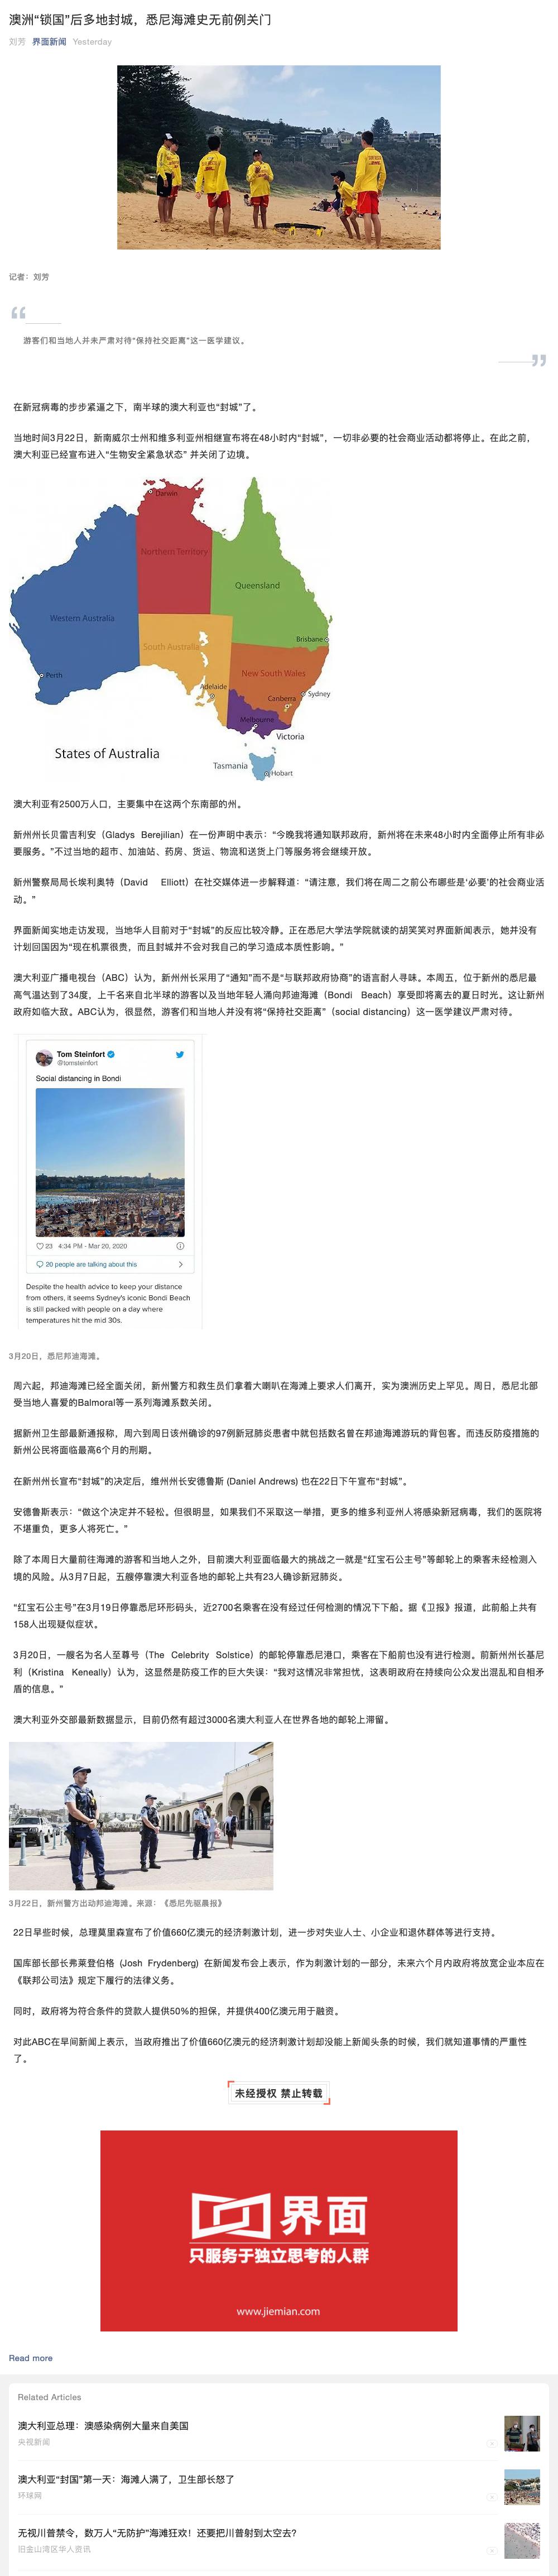 澳洲“锁国”后多地封城，悉尼海滩史无前例关门
刘芳 界面新闻 Yesterday
记者：刘芳
“
游客们和当地人并未严肃对待“保持社交距离”这一医学建议。
”
在新冠病毒的步步紧逼之下，南半球的澳大利亚也“封城”了。
当地时间3月22日，新南威尔士州和维多利亚州相继宣布将在48小时内“封城”，一切非必要的社会商业活动都将停止。在此之前，
澳大利亚已经宣布进入“生物安全紧急状态” 并关闭了边境。
Darwin
Northern Territory
Queensland
Western Australia
South Australia
Brisbane
New South Wales
Perth
Adelaide
Canberra
Sydney
Melbourne
Victoria
States of Australia
Tasmania
Hobart
澳大利亚有2500万人口，主要集中在这两个东南部的州。
新州州长贝雷吉利安（Gladys Berejilian）在一份声明中表示：“今晚我将通知联邦政府，新州将在未来48小时内全面停止所有非必
要服务。”不过当地的超市、加油站、药房、货运、物流和送货上门等服务将会继续开放。
新州警察局局长埃利奥特（David Elliott）在社交媒体进一步解释道：“请注意，我们将在周二之前公布哪些是‘必要’的社会商业活
动。”
界面新闻实地走访发现，当地华人目前对于“封城”的反应比较冷静。正在悉尼大学法学院就读的胡笑笑对界面新闻表示，她并没有
计划回国因为“现在机票很贵，而且封城并不会对我自己的学习造成本质性影响。”
澳大利亚广播电视台（ABC）认为，新州州长采用了“通知”而不是“与联邦政府协商”的语言耐人寻味。本周五，位于新州的悉尼最
高气温达到了34度，上千名来自北半球的游客以及当地年轻人涌向邦迪海滩（Bondi Beach）享受即将离去的夏日时光。这让新州
政府如临大敌。ABC认为，很显然，游客们和当地人并没有将“保持社交距离”（social distancing）这一医学建议严肃对待。
Tom Steinfort
@tomsteinfort
Social distancing in Bondi
23 4:34 PM - Mar 20, 2020
20 people are talking about this
Despite the health advice to keep your distance
from others, it seems Sydney's iconic Bondi Beach
is still packed with people on a day where
temperatures hit the mid 30s.
3月20日，悉尼邦迪海滩。
周六起，邦迪海滩已经全面关闭，新州警方和救生员们拿着大喇叭在海滩上要求人们离开，实为澳洲历史上罕见。周日，悉尼北部
受当地人喜爱的Balmoral等一系列海滩系数关闭。
据新州卫生部最新通报称，周六到周日该州确诊的97例新冠肺炎患者中就包括数名曾在邦迪海滩游玩的背包客。而违反防疫措施的
新州公民将面临最高6个月的刑期。
在新州州长宣布“封城”的决定后，维州州长安德鲁斯 (Daniel Andrews) 也在22日下午宣布“封城”。
安德鲁斯表示：“做这个决定并不轻松。但很明显，如果我们不采取这一举措，更多的维多利亚州人将感染新冠病毒，我们的医院将
不堪重负，更多人将死亡。”
除了本周日大量前往海滩的游客和当地人之外，目前澳大利亚面临最大的挑战之一就是“红宝石公主号”等邮轮上的乘客未经检测入
境的风险。从3月7日起，五艘停靠澳大利亚各地的邮轮上共有23人确诊新冠肺炎。
“红宝石公主号”在3月19日停靠悉尼环形码头，近2700名乘客在没有经过任何检测的情况下下船。据《卫报》报道，此前船上共有
158人出现疑似症状。
3月20日，一艘名为名人至尊号（The Celebrity Solstice）的邮轮停靠悉尼港口，乘客在下船前也没有进行检测。前新州州长基尼
利（Kristina Keneally）认为，这显然是防疫工作的巨大失误：“我对这情况非常担忧，这表明政府在持续向公众发出混乱和自相矛
盾的信息。”
澳大利亚外交部最新数据显示，目前仍然有超过3000名澳大利亚人在世界各地的邮轮上滞留。
3月22日，新州警方出动邦迪海滩。来源：《悉尼先驱晨报》
22日早些时候，总理莫里森宣布了价值660亿澳元的经济刺激计划，进一步对失业人士、小企业和退休群体等进行支持。
国库部长部长弗莱登伯格 (Josh Frydenberg) 在新闻发布会上表示，作为刺激计划的一部分，未来六个月内政府将放宽企业本应在
《联邦公司法》规定下履行的法律义务。
同时，政府将为符合条件的贷款人提供50%的担保，并提供400亿澳元用于融资。
对此ABC在早间新闻上表示，当政府推出了价值660亿澳元的经济刺激计划却没能上新闻头条的时候，我们就知道事情的严重性
了。
未经授权 禁止转载
界面
只服务于独立思考的人群
www.jiemian.com
Read more
Related Articles
澳大利亚总理：澳感染病例大量来自美国
央视新闻
澳大利亚“封国”第一天：海滩人满了，卫生部长怒了
环球网
无视川普禁令，数万人“无防护”海滩狂欢！还要把川普射到太空去?
旧金山湾区华人资讯